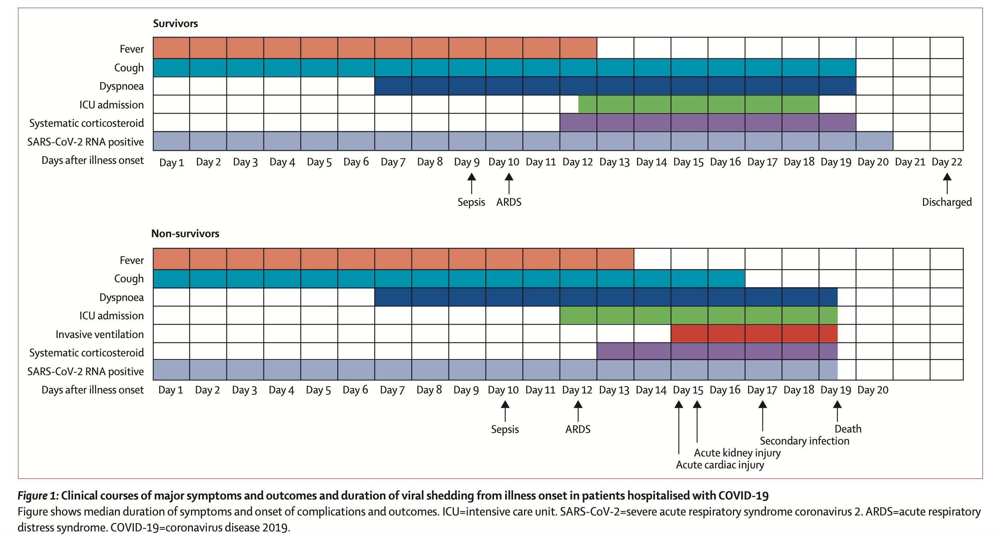 Survivors
Fever
Cough
Dyspnoea
ICU admission
Systematic corticosteroid
SARS-CoV-2 RNA positive
Days after illness onset
Day 1 Day 2 Day 3 Day 4 Day 5 Day 6 Day 7 Day 8 Day 9 Day 10 Day 11 Day 12 Day 13 Day 14 Day 15 Day 16 Day 17 Day 18 Day 19 Day 20 Day 21 Day 22
Sepsis ARDS Discharged
Non-survivors
Fever
Cough
Dyspnoea
ICU admission
Invasive ventilation
Systematic corticosteroid
SARS-CoV-2 RNA positive
Days after illness onset
Day 1 Day 2 Day 3 Day 4 Day 5 Day 6 Day 7 Day 8 Day 9 Day 10 Day 11 Day 12 Day 13 Day 14 Day 15 Day 16 Day 17 Day 18 Day 19 Day 20
Sepsis ARDS Death
Secondary infection
Acute kidney injury
Acute cardiac injury
Figure 1: Clinical courses of major symptoms and outcomes and duration of viral shedding from illness onset in patients hospitalised with COVID-19
Figure shows median duration of symptoms and onset of complications and outcomes. ICU=intensive care unit. SARS-CoV-2=severe acute respiratory syndrome coronavirus 2. ARDS=acute respiratory
distress syndrome. COVID-19=coronavirus disease 2019.